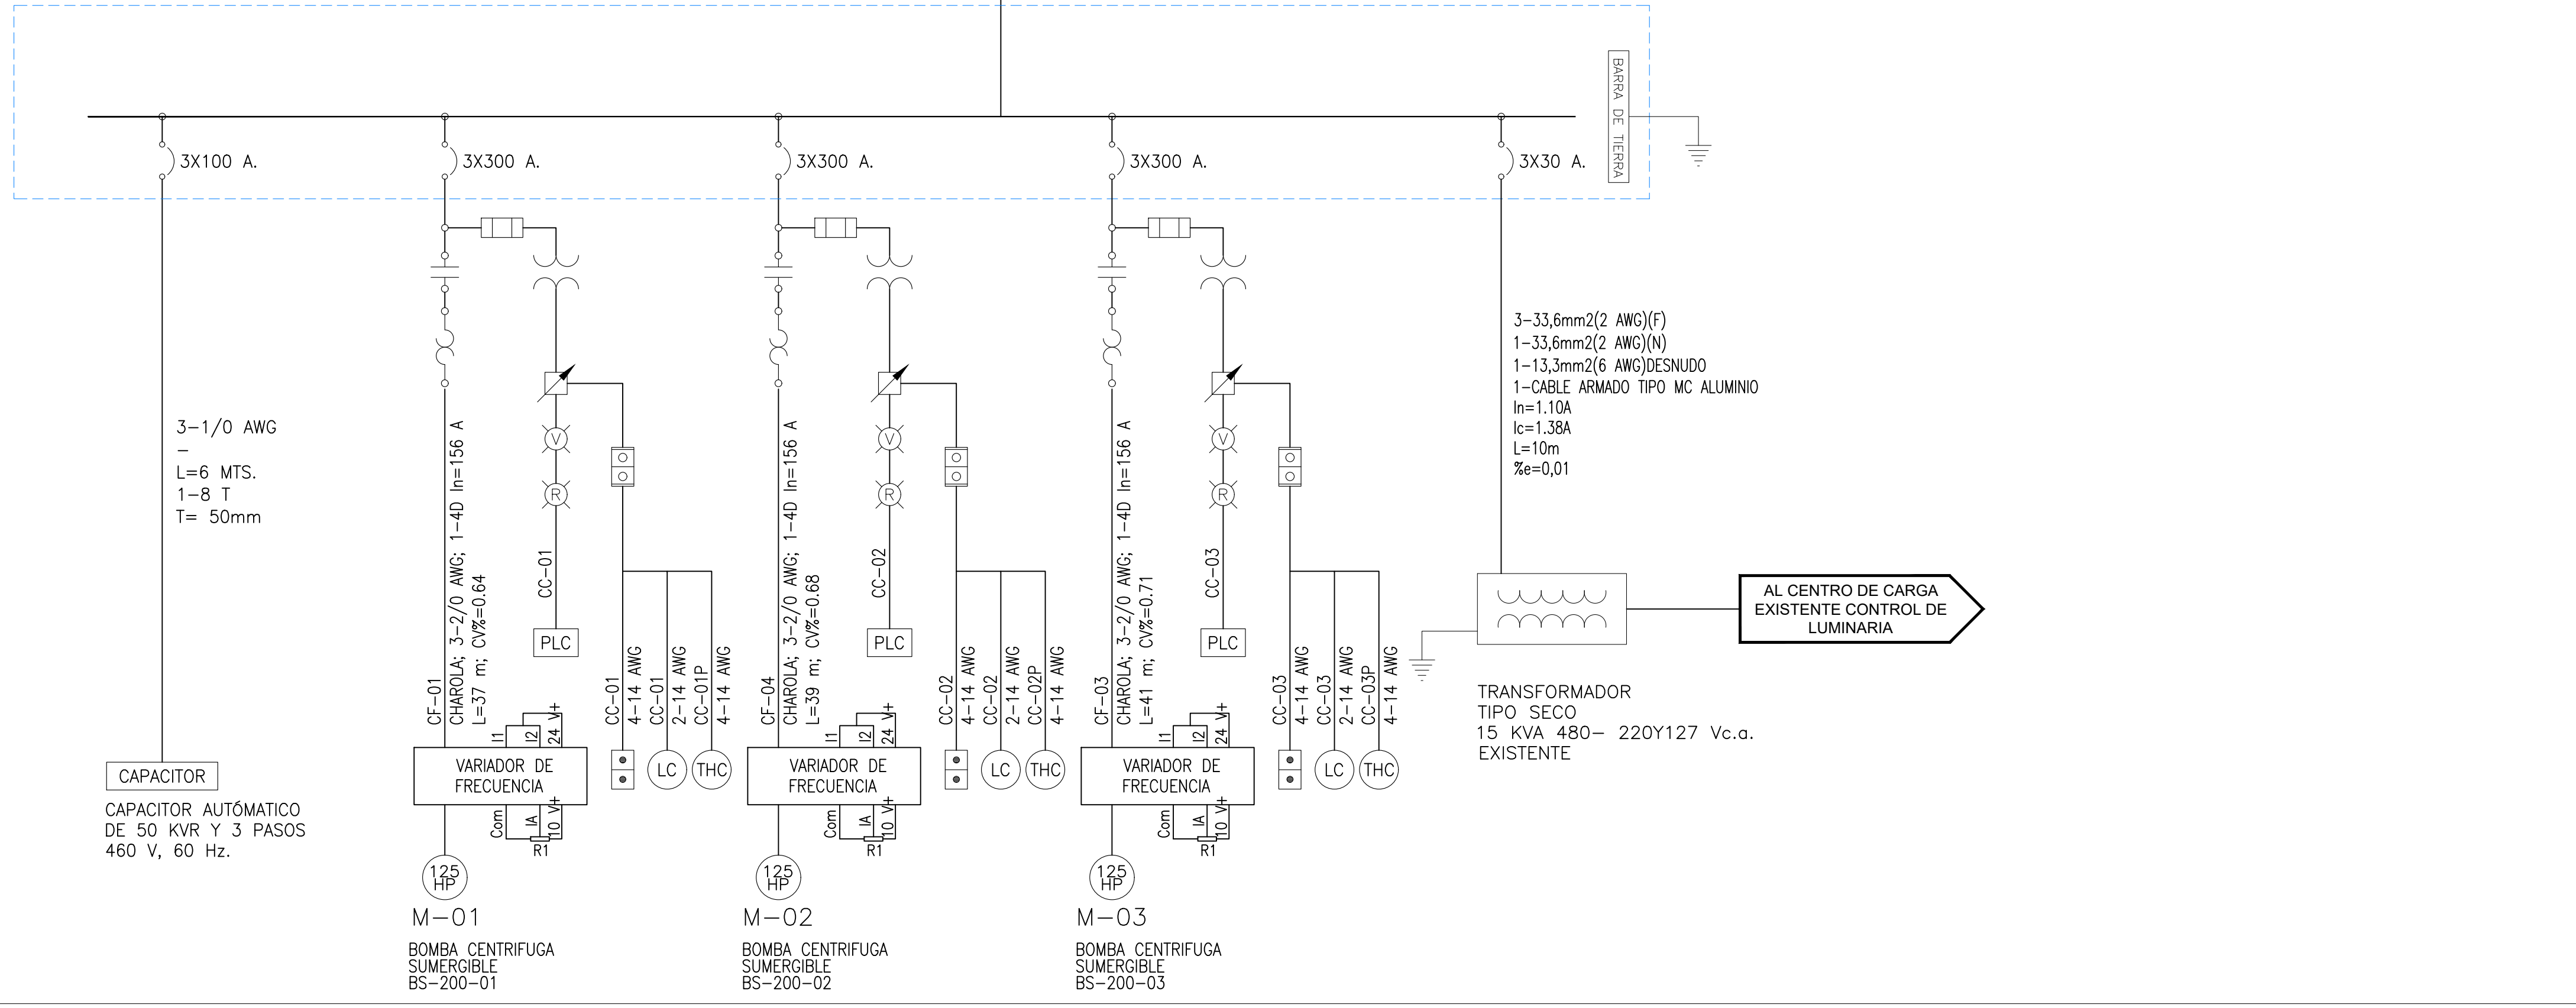 BARRA DE TIERRA
3X100 A.
3X300 A.
3X300 A.
3X300 A.
3X30 A.
3-1/0 AWG
-
L=6 MTS.
1-8 T
T= 50mm
CAPACITOR
CAPACITOR AUTÓMATICO
DE 50 KVR Y 3 PASOS
460 V, 60 Hz.
CF-01
CHAROLA; 3-2/0 AWG; 1-4D In=156 A
L=37 m; CV%=0.64
V
R
CC-01
PLC
CC-01
4-14 AWG
CC-01
2-14 AWG
CC-01P
4-14 AWG
I1
I2
24 V+
VARIADOR DE
FRECUENCIA
LC
THC
Com
IA
10 V+
R1
125
HP
M-01
BOMBA CENTRIFUGA
SUMERGIBLE
BS-200-01
CF-04
CHAROLA; 3-2/0 AWG; 1-4D In=156 A
L=39 m; CV%=0.68
V
R
CC-02
PLC
CC-02
4-14 AWG
CC-02
2-14 AWG
CC-02P
4-14 AWG
I1
I2
24 V+
VARIADOR DE
FRECUENCIA
LC
THC
Com
IA
10 V+
R1
125
HP
M-02
BOMBA CENTRIFUGA
SUMERGIBLE
BS-200-02
CF-03
CHAROLA; 3-2/0 AWG; 1-4D In=156 A
L=41 m; CV%=0.71
V
R
CC-03
PLC
CC-03
4-14 AWG
CC-03
2-14 AWG
CC-03P
4-14 AWG
I1
I2
24 V+
VARIADOR DE
FRECUENCIA
LC
THC
Com
IA
10 V+
R1
125
HP
M-03
BOMBA CENTRIFUGA
SUMERGIBLE
BS-200-03
3-33,6mm2(2 AWG)(F)
1-33,6mm2(2 AWG)(N)
1-13,3mm2(6 AWG)DESNUDO
1-CABLE ARMADO TIPO MC ALUMINIO
In=1.10A
Ic=1.38A
L=10m
%e=0,01
AL CENTRO DE CARGA
EXISTENTE CONTROL DE
LUMINARIA
TRANSFORMADOR
TIPO SECO
15 KVA 480- 220Y127 Vc.a.
EXISTENTE